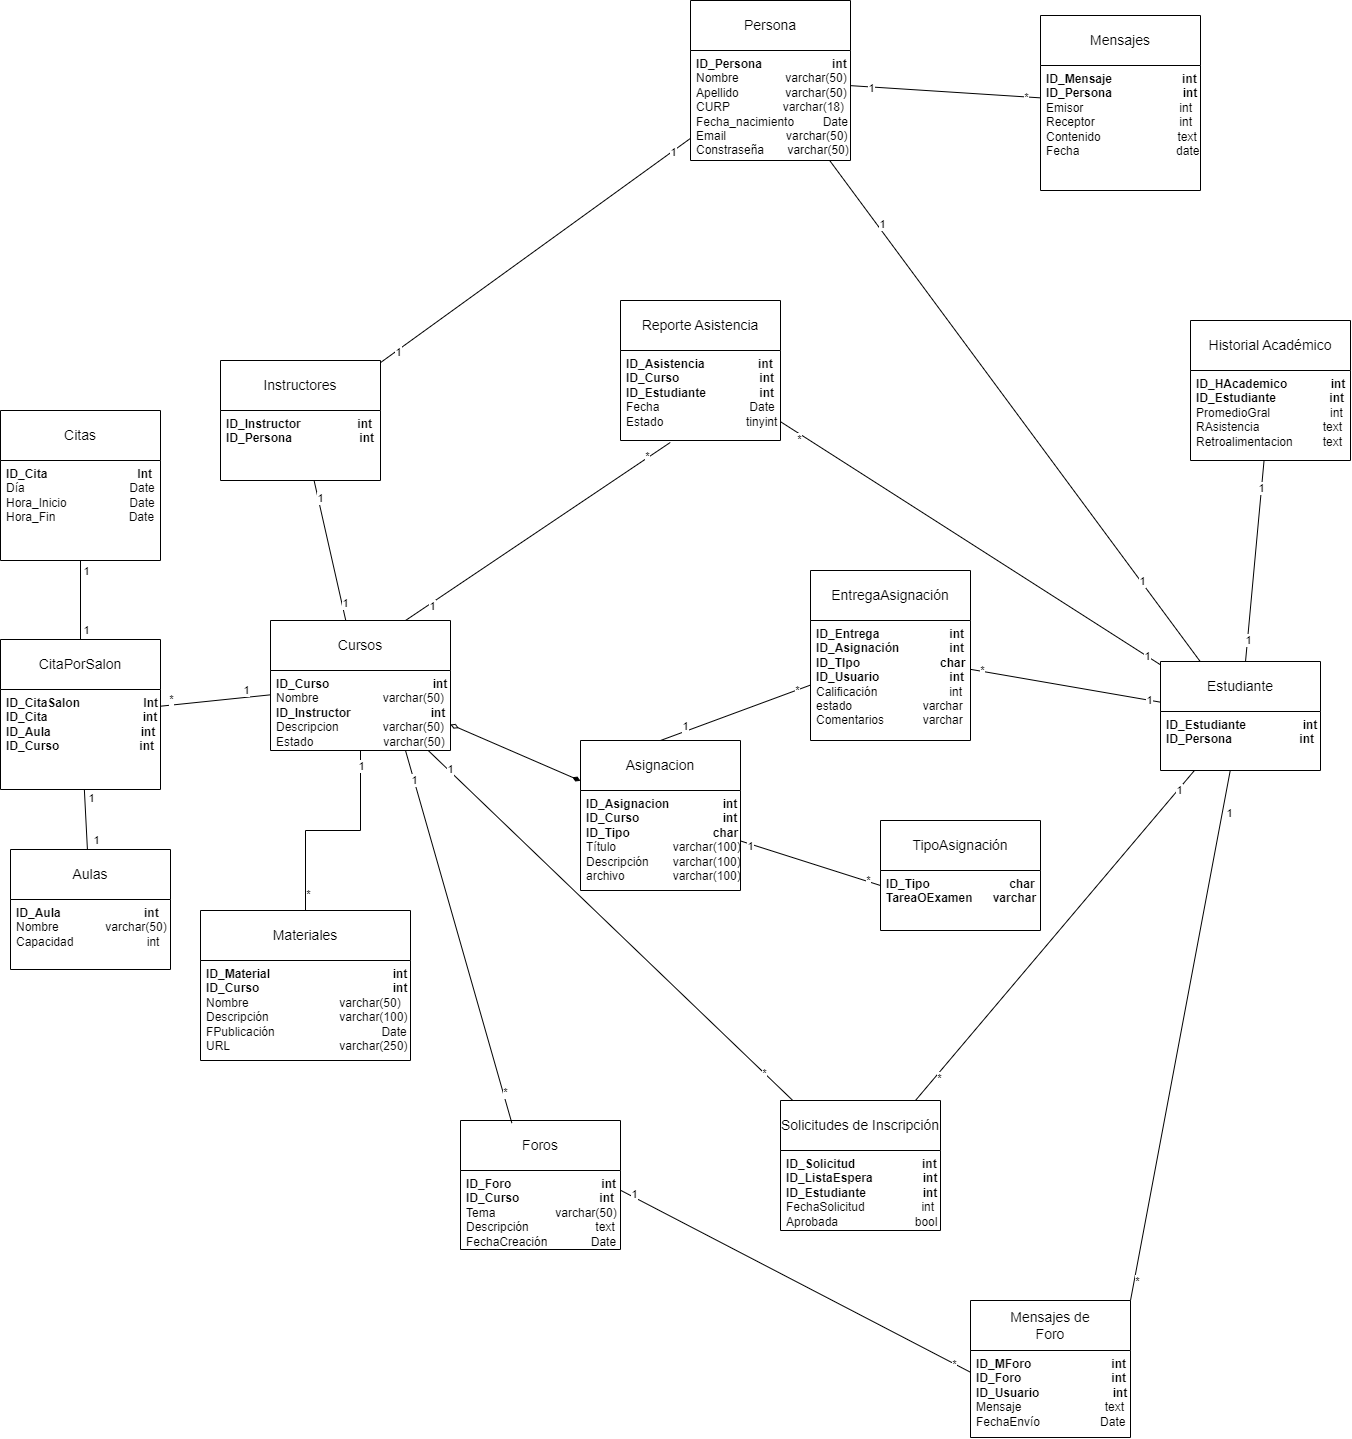 Persona
ID_Persona int
Nombre varchar(50)
Apellido varchar(50)
CURP varchar(18)
Fecha_nacimiento Date
Email varchar(50)
Constraseña varchar(50)
Mensajes
ID_Mensaje int
ID_Persona int
Emisor int
Receptor int
Contenido text
Fecha date
1
*
1
1
1
1
Reporte Asistencia
ID_Asistencia int
ID_Curso int
ID_Estudiante int
Fecha Date
Estado tinyint
*
*
1
1
Historial Académico
ID_HAcademico int
ID_Estudiante int
PromedioGral int
RAsistencia text
Retroalimentacion text
1
1
Instructores
ID_Instructor int
ID_Persona int
1
1
Citas
ID_Cita Int
Día Date
Hora_Inicio Date
Hora_Fin Date
1
1
CitaPorSalon
ID_CitaSalon Int
ID_Cita int
ID_Aula int
ID_Curso int
*
1
1
1
Aulas
ID_Aula int
Nombre varchar(50)
Capacidad int
Cursos
ID_Curso int
Nombre varchar(50)
ID_Instructor int
Descripcion varchar(50)
Estado varchar(50)
1
1
1
EntregaAsignación
ID_Entrega int
ID_Asignación int
ID_TIpo char
ID_Usuario int
Calificación int
estado varchar
Comentarios varchar
*
1
*
1
Estudiante
ID_Estudiante int
ID_Persona int
1
1
Asignacion
ID_Asignacion int
ID_Curso int
ID_Tipo char
Título varchar(100)
Descripción varchar(100)
archivo varchar(100)
1
*
TipoAsignación
ID_Tipo char
TareaOExamen varchar
*
Materiales
ID_Material int
ID_Curso int
Nombre varchar(50)
Descripción varchar(100)
FPublicación Date
URL varchar(250)
*
*
*
Foros
ID_Foro int
ID_Curso int
Tema varchar(50)
Descripción text
FechaCreación Date
1
Solicitudes de Inscripción
ID_Solicitud int
ID_ListaEspera int
ID_Estudiante int
FechaSolicitud int
Aprobada bool
*
*
Mensajes de
Foro
ID_MForo int
ID_Foro int
ID_Usuario int
Mensaje text
FechaEnvío Date